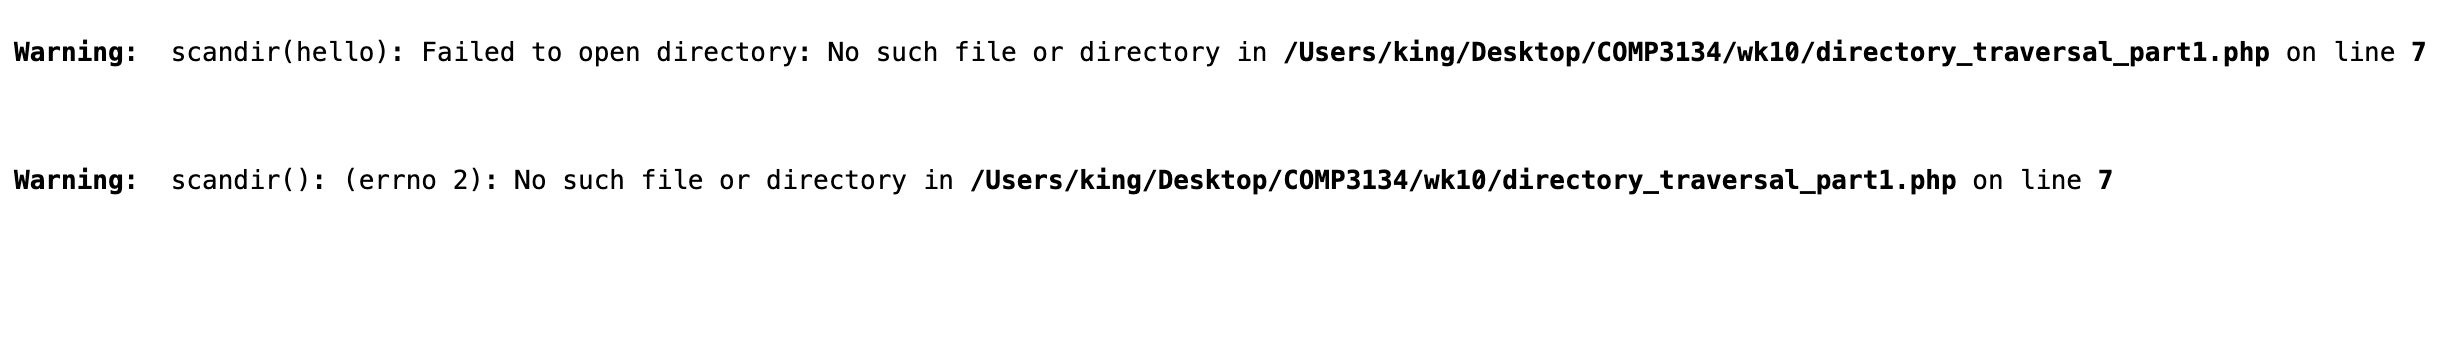 Warning:  scandir(hello): Failed to open directory: No such file or directory in /Users/king/Desktop/COMP3134/wk10/directory_traversal_part1.php on line 7
Warning:  scandir(): (errno 2): No such file or directory in /Users/king/Desktop/COMP3134/wk10/directory_traversal_part1.php on line 7